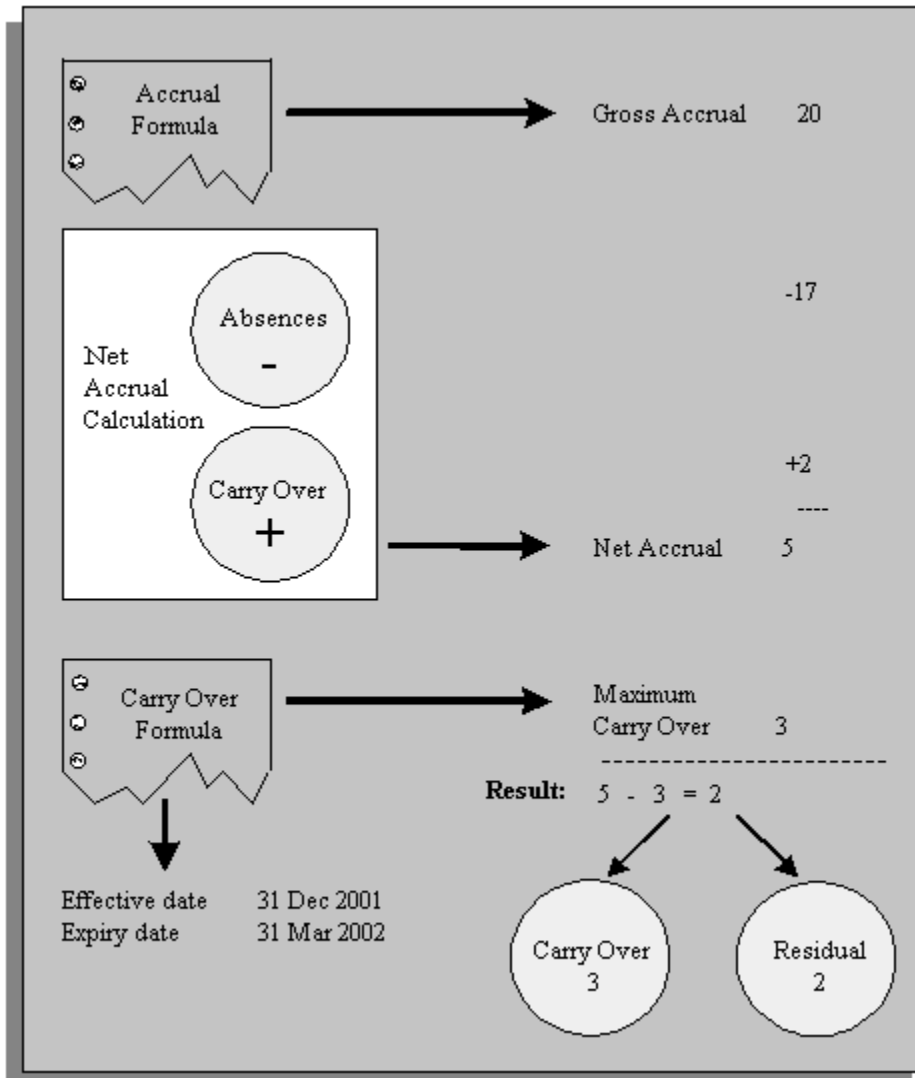 Accrual
Formula
Gross Accrual 20
Absences
-
-17
Net
Accrual
Calculation
Carry Over
+
+2
----
Net Accrual 5
Carry Over
Formula
Maximum
Carry Over 3
------------------------
Result: 5 - 3 = 2
Effective date 31 Dec 2001
Expiry date 31 Mar 2002
Carry Over
3
Residual
2